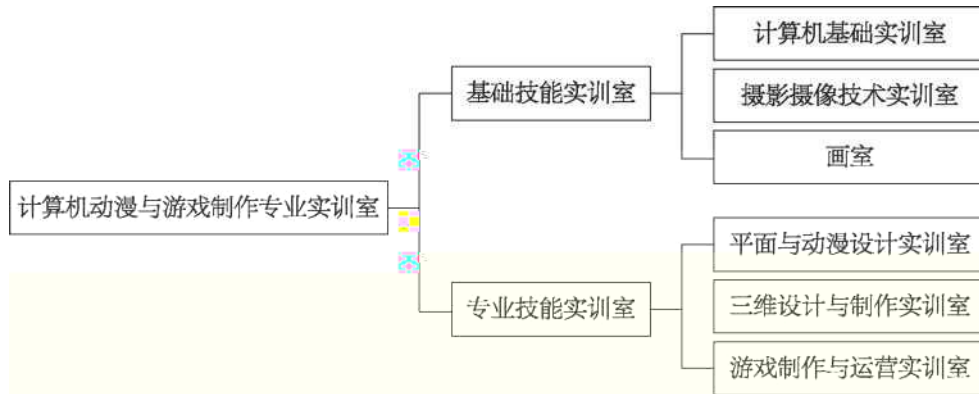 计算机动漫与游戏制作专业实训室
基础技能实训室
计算机基础实训室
摄影摄像技术实训室
画室
专业技能实训室
平面与动漫设计实训室
三维设计与制作实训室
游戏制作与运营实训室